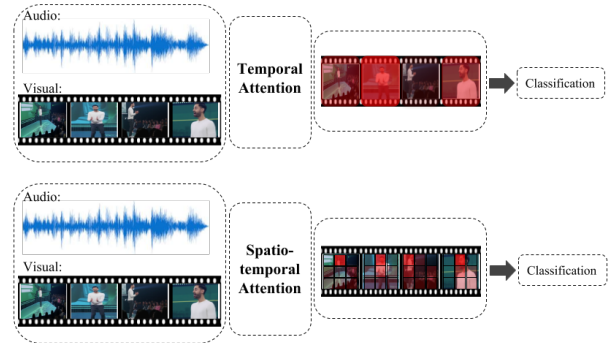 Audio:
Visual:
Temporal
Attention
Classification
Audio:
Visual:
Spatio-
temporal
Attention
Classification